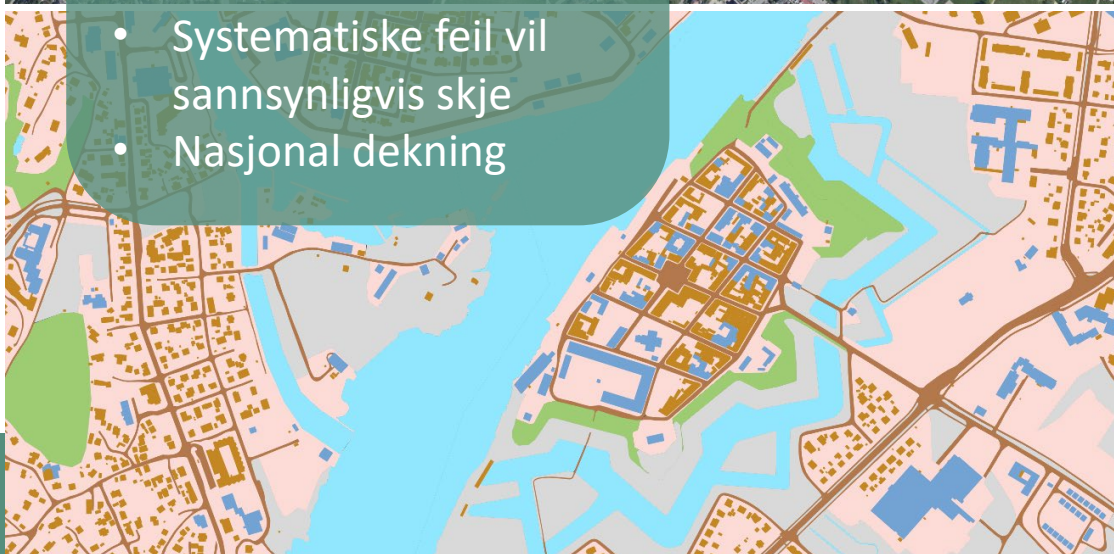 • Systematiske feil vil
sannsynligvis skje
• Nasjonal dekning